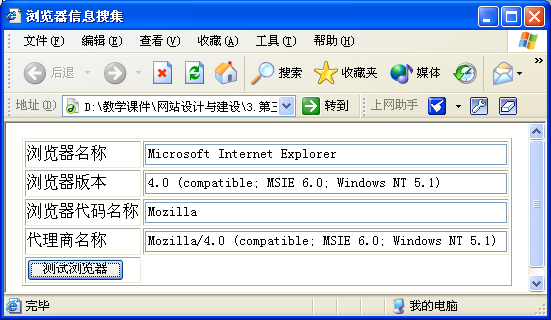 浏览器信息搜集
文件(F) 编辑(E) 查看(V) 收藏(A) 工具(T) 帮助(H)
后退 搜索 收藏夹 媒体
地址(D) D:\教学课件\网站设计与建设\3.第三 转到 上网助手
浏览器名称 Microsoft Internet Explorer
浏览器版本 4.0 (compatible; MSIE 6.0; Windows NT 5.1)
浏览器代码名称 Mozilla
代理商名称 Mozilla/4.0 (compatible; MSIE 6.0; Windows NT 5.1)
测试浏览器
完毕 我的电脑